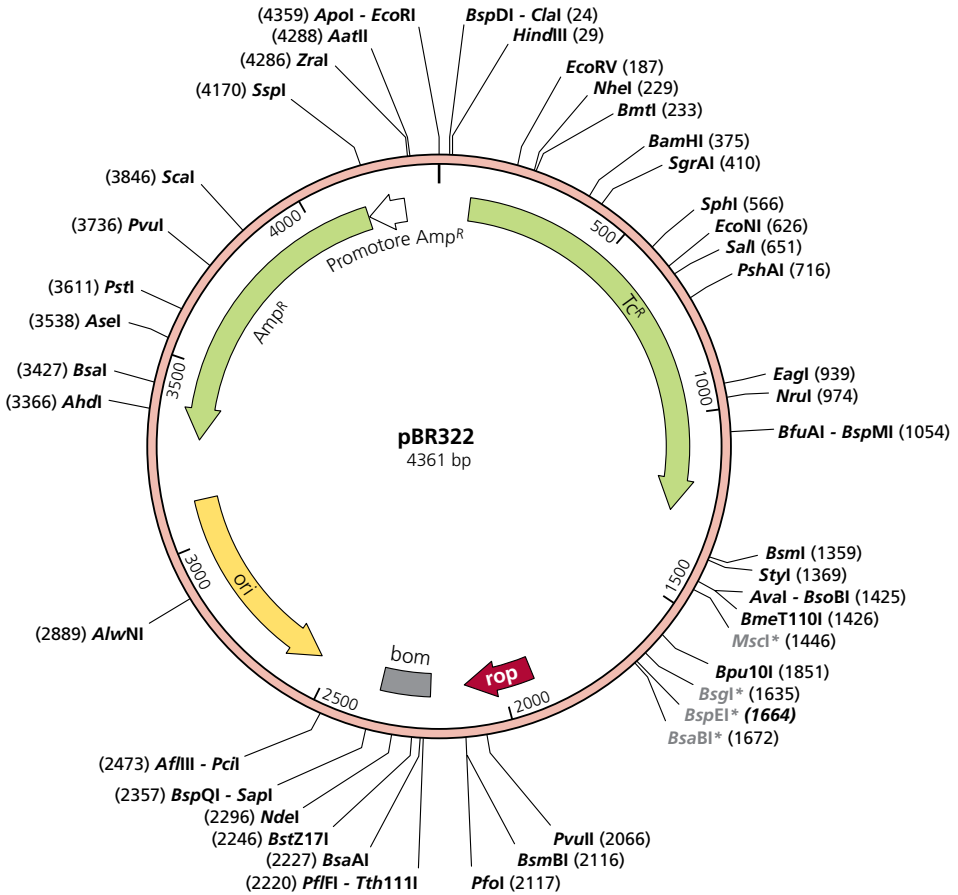 (4359) ApoI - EcoRI
(4288) AatII
(4286) ZraI
(4170) SspI
(3846) ScaI
(3736) PvuI
(3611) PstI
(3538) AseI
(3427) BsaI
(3366) AhdI
(2889) AlwNI
(2473) AflIII - PciI
(2357) BspQI - SapI
(2296) NdeI
(2246) BstZ17I
(2227) BsaAI
(2220) PflFI - Tth111I
BspDI - ClaI (24)
HindIII (29)
EcoRV (187)
NheI (229)
BmtI (233)
BamHI (375)
SgrAI (410)
SphI (566)
EcoNI (626)
SalI (651)
PshAI (716)
EagI (939)
NruI (974)
BfuAI - BspMI (1054)
BsmI (1359)
StyI (1369)
AvaI - BsoBI (1425)
BmeT110I (1426)
MscI* (1446)
Bpu10I (1851)
BsgI* (1635)
BspEI* (1664)
BsaBI* (1672)
PvuII (2066)
BsmBI (2116)
PfoI (2117)
500
1000
1500
2000
2500
3000
3500
4000
Promotore AmpR
AmpR
TcR
pBR322
4361 bp
ori
bom
rop